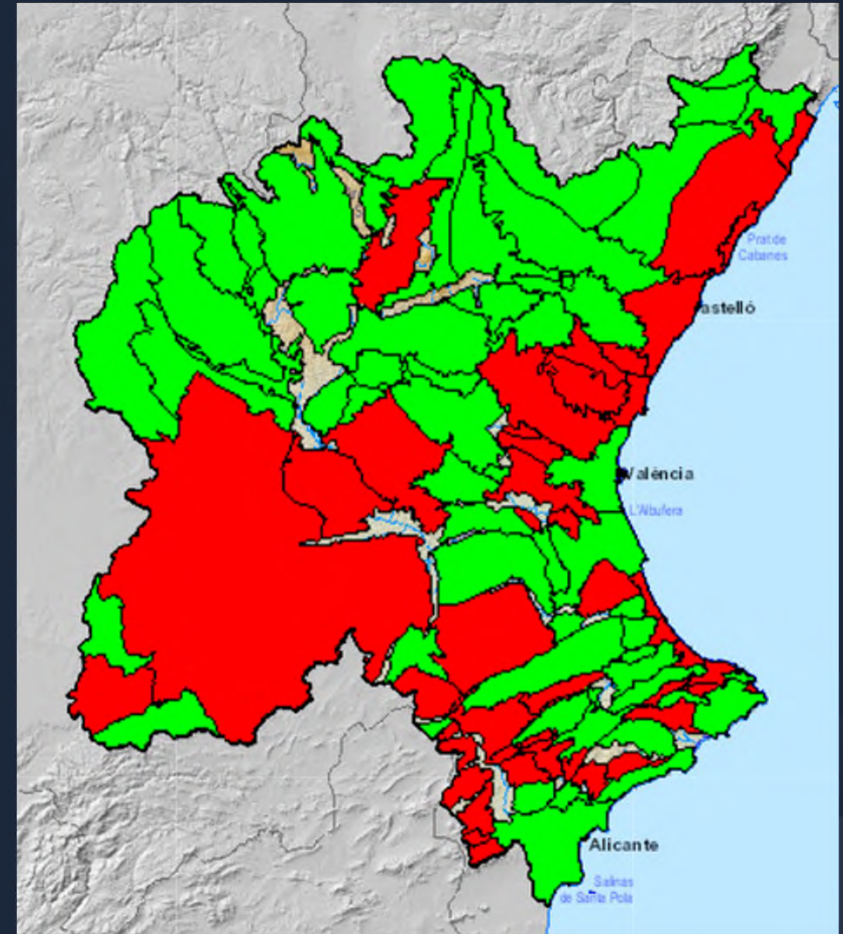 Prat de
Cabanes
astelló
València
L'Albufera
Alicante
Salinas
de Santa Pola